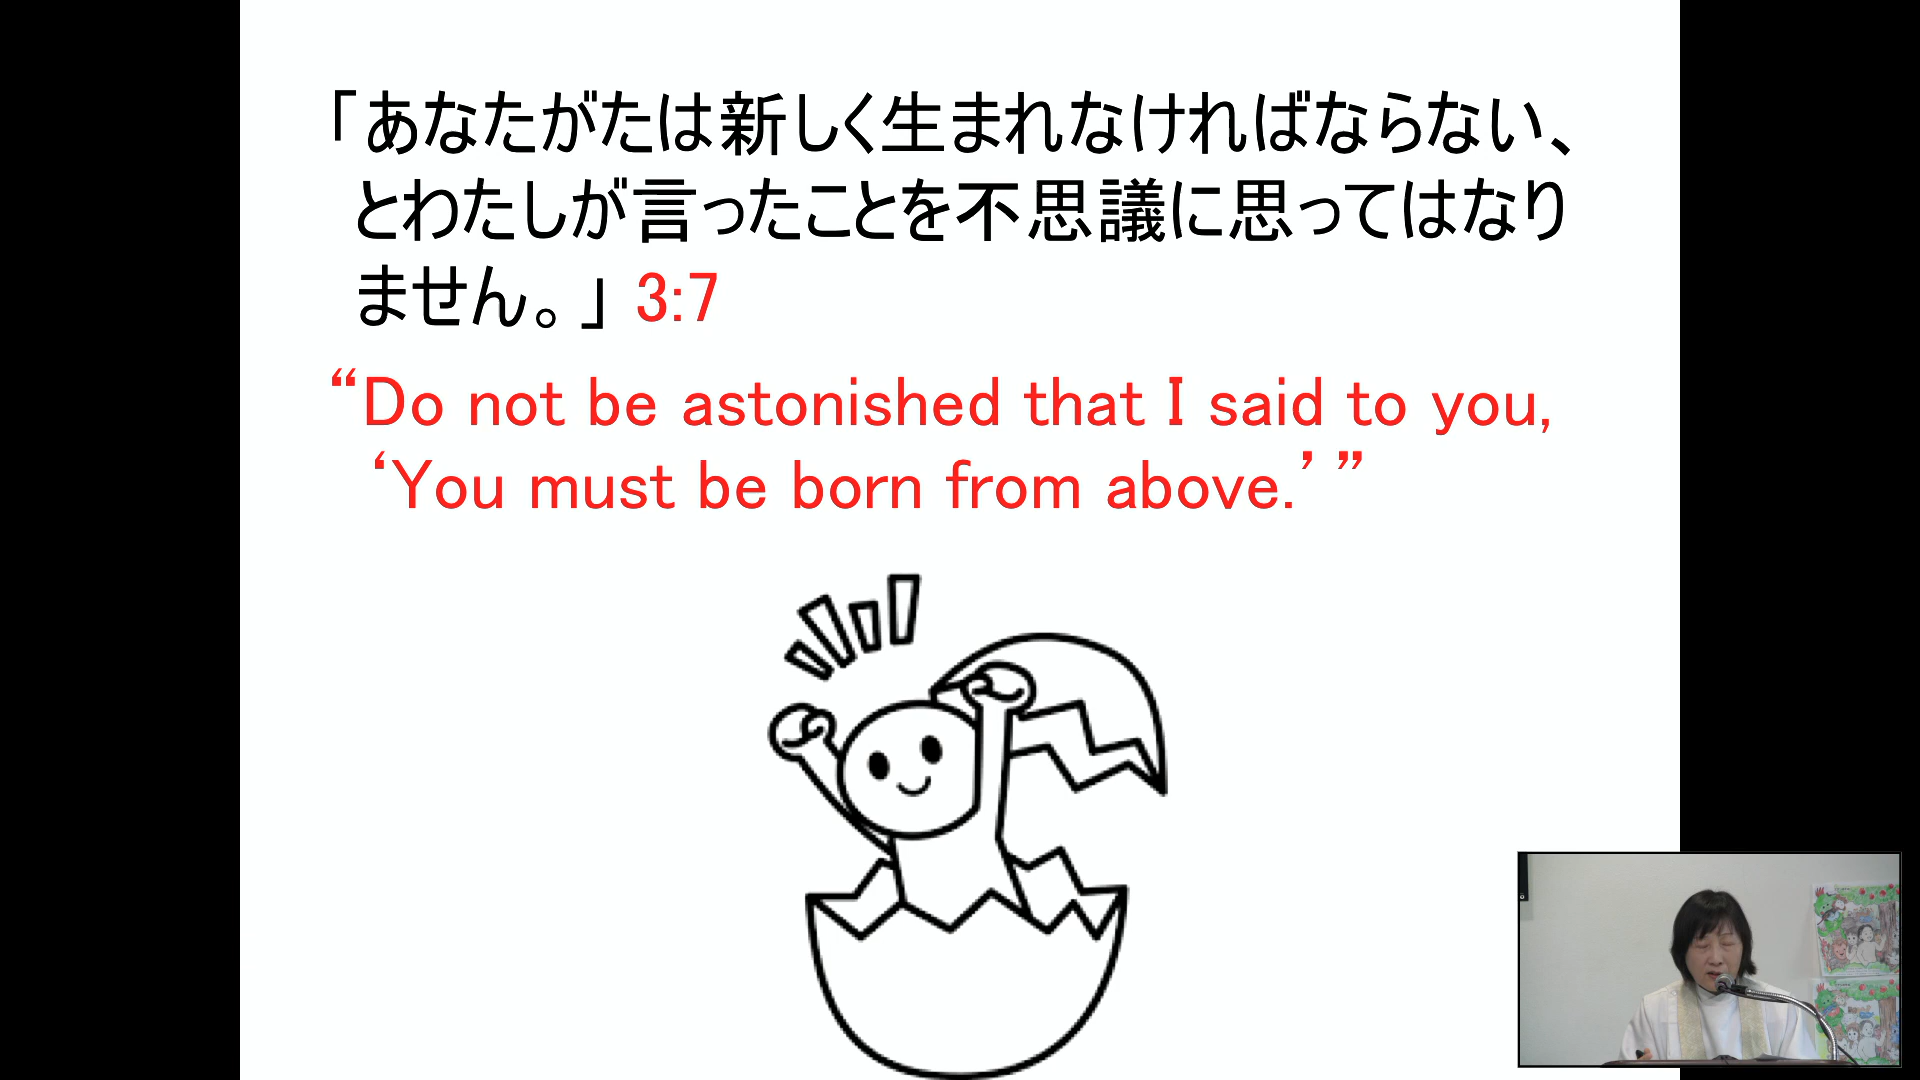 「あなたがたは新しく生まれなければならない、
とわたしが言ったことを不思議に思ってはなり
ません。」 3:7
“Do not be astonished that I said to you,
‘You must be born from above.’ ”